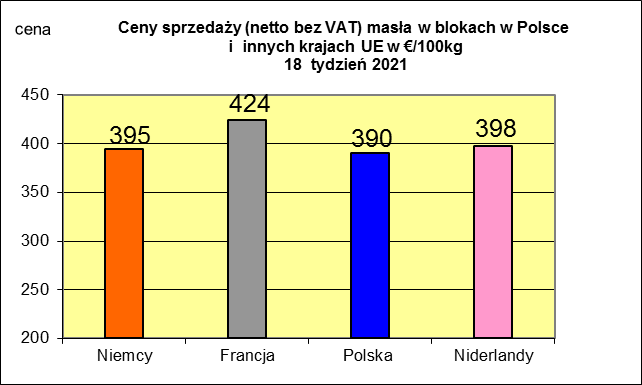 cena
Ceny sprzedaży (netto bez VAT) masła w blokach w Polsce
i innych krajach UE w €/100kg
18 tydzień 2021
450
400
350
300
250
200
395
424
390
398
Niemcy
Francja
Polska
Niderlandy